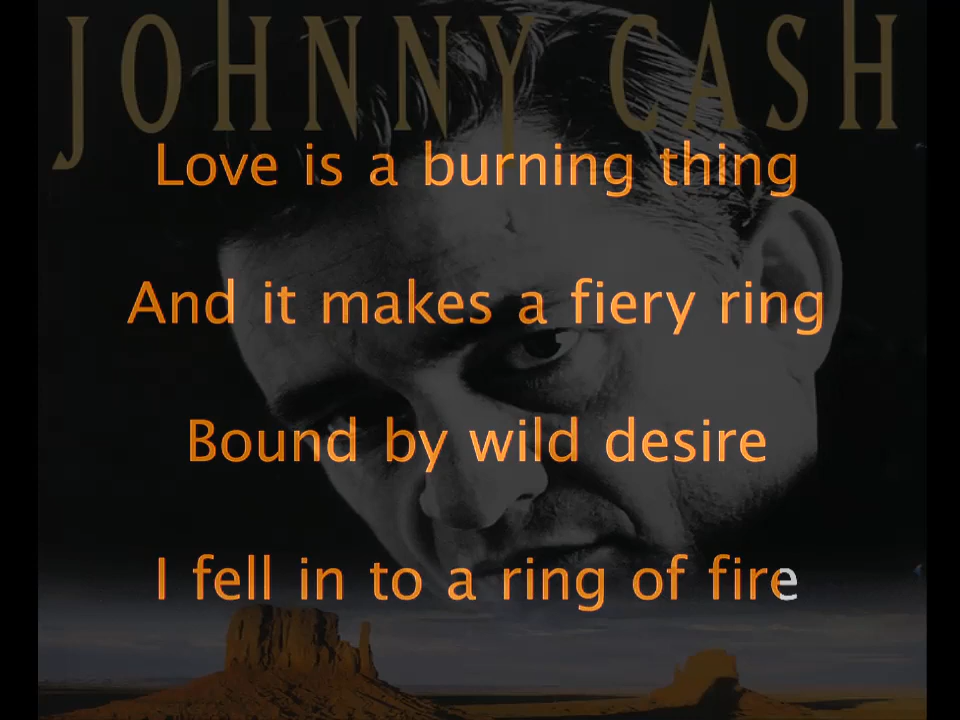 JOHNNY CASH
Love is a burning thing
And it makes a fiery ring
Bound by wild desire
I fell in to a ring of fire